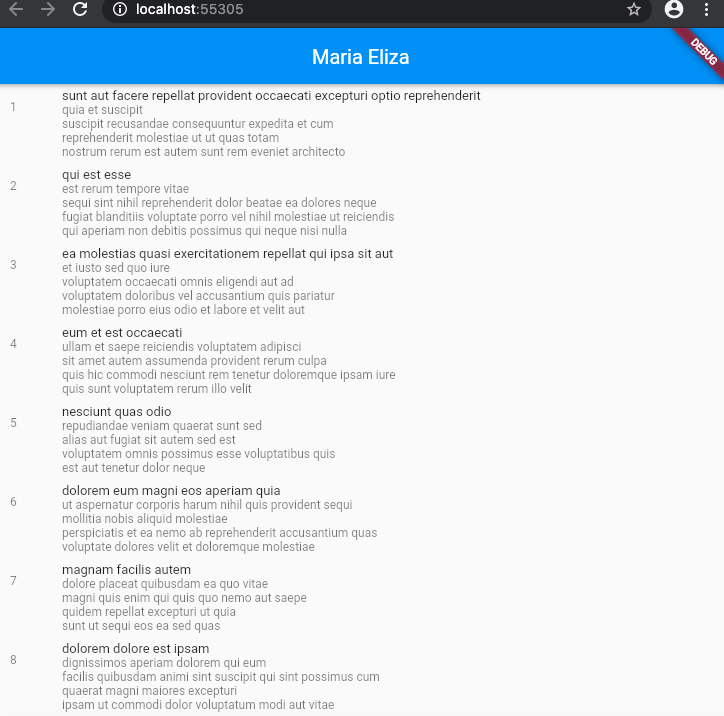 localhost:55305
Maria Eliza
DEBUG
1
sunt aut facere repellat provident occaecati excepturi optio reprehenderit
quia et suscipit
suscipit recusandae consequuntur expedita et cum
reprehenderit molestiae ut ut quas totam
nostrum rerum est autem sunt rem eveniet architecto
2
qui est esse
est rerum tempore vitae
sequi sint nihil reprehenderit dolor beatae ea dolores neque
fugiat blanditiis voluptate porro vel nihil molestiae ut reiciendis
qui aperiam non debitis possimus qui neque nisi nulla
3
ea molestias quasi exercitationem repellat qui ipsa sit aut
et iusto sed quo iure
voluptatem occaecati omnis eligendi aut ad
voluptatem doloribus vel accusantium quis pariatur
molestiae porro eius odio et labore et velit aut
4
eum et est occaecati
ullam et saepe reiciendis voluptatem adipisci
sit amet autem assumenda provident rerum culpa
quis hic commodi nesciunt rem tenetur doloremque ipsam iure
quis sunt voluptatem rerum illo velit
5
nesciunt quas odio
repudiandae veniam quaerat sunt sed
alias aut fugiat sit autem sed est
voluptatem omnis possimus esse voluptatibus quis
est aut tenetur dolor neque
6
dolorem eum magni eos aperiam quia
ut aspernatur corporis harum nihil quis provident sequi
mollitia nobis aliquid molestiae
perspiciatis et ea nemo ab reprehenderit accusantium quas
voluptate dolores velit et doloremque molestiae
7
magnam facilis autem
dolore placeat quibusdam ea quo vitae
magni quis enim qui quis quo nemo aut saepe
quidem repellat excepturi ut quia
sunt ut sequi eos ea sed quas
8
dolorem dolore est ipsam
dignissimos aperiam dolorem qui eum
facilis quibusdam animi sint suscipit qui sint possimus cum
quaerat magni maiores excepturi
ipsam ut commodi dolor voluptatum modi aut vitae